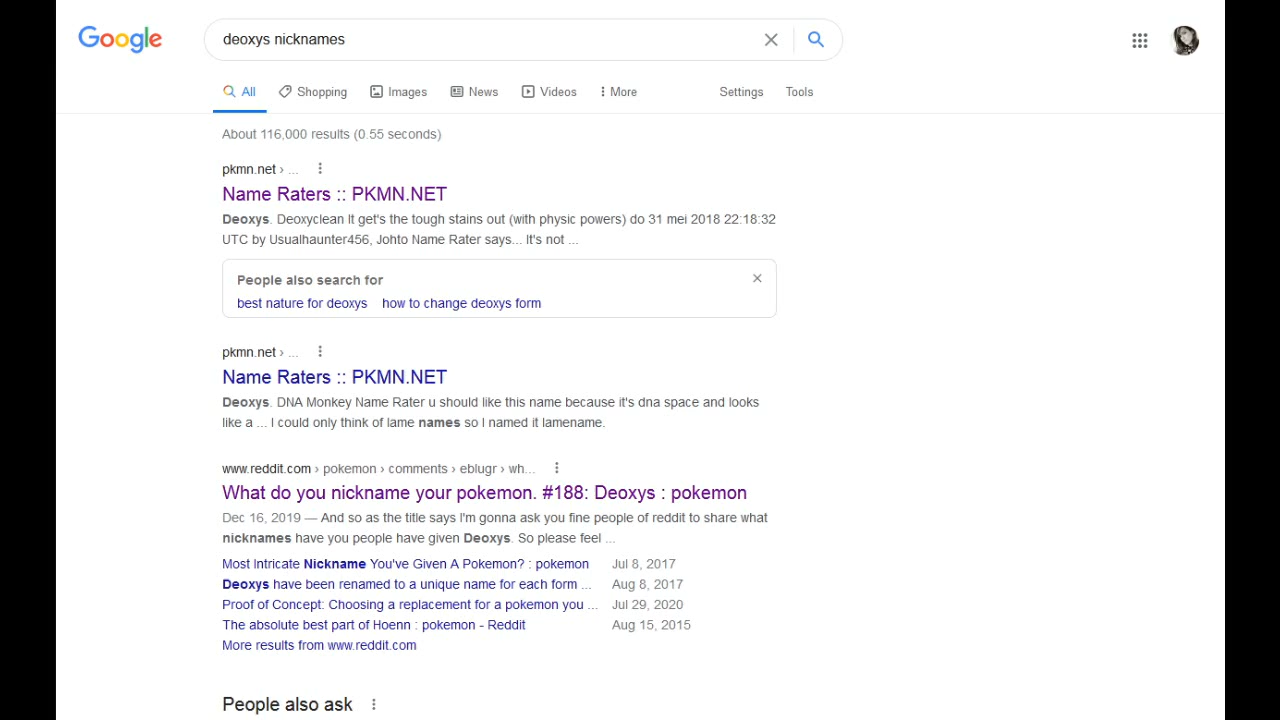 Google
deoxys nicknames
All Shopping Images News Videos More Settings Tools
About 116,000 results (0.55 seconds)
pkmn.net › ...
Name Raters :: PKMN.NET
Deoxys. Deoxyclean It get's the tough stains out (with physic powers) do 31 mei 2018 22:18:32
UTC by Usualhaunter456, Johto Name Rater says... It's not ...
People also search for
best nature for deoxys how to change deoxys form
pkmn.net › ...
Name Raters :: PKMN.NET
Deoxys. DNA Monkey Name Rater u should like this name because it's dna space and looks
like a ... I could only think of lame names so I named it lamename.
www.reddit.com › pokemon › comments › eblugr › wh...
What do you nickname your pokemon. #188: Deoxys : pokemon
Dec 16, 2019 — And so as the title says I'm gonna ask you fine people of reddit to share what
nicknames have you people have given Deoxys. So please feel ...
Most Intricate Nickname You've Given A Pokemon? : pokemon Jul 8, 2017
Deoxys have been renamed to a unique name for each form ... Aug 8, 2017
Proof of Concept: Choosing a replacement for a pokemon you ... Jul 29, 2020
The absolute best part of Hoenn : pokemon - Reddit Aug 15, 2015
More results from www.reddit.com
People also ask